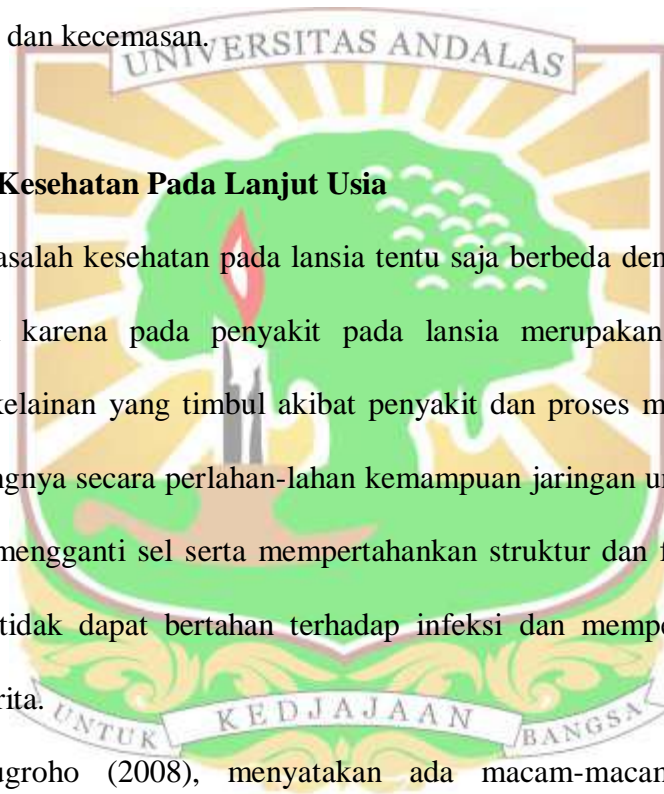 dan kecemasan.
UNIVERSITAS ANDALAS
Kesehatan Pada Lanjut Usia
asalah kesehatan pada lansia tentu saja berbeda den
karena pada penyakit pada lansia merupakan
kelainan yang timbul akibat penyakit dan proses m
ngnya secara perlahan-lahan kemampuan jaringan u
mengganti sel serta mempertahankan struktur dan f
tidak dapat bertahan terhadap infeksi dan mempe
rita.
UNTUK KEDJAJAAN BANGSA
ugroho (2008), menyatakan ada macam-macam